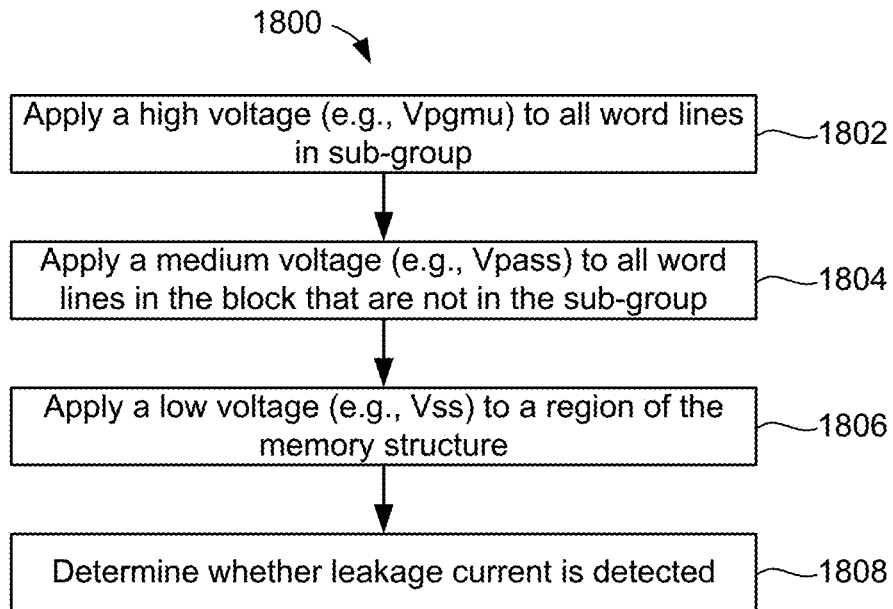 1800
Apply a high voltage (e.g., Vpgmu) to all word lines
in sub-group
1802
Apply a medium voltage (e.g., Vpass) to all word
lines in the block that are not in the sub-group
1804
Apply a low voltage (e.g., Vss) to a region of the
memory structure
1806
Determine whether leakage current is detected
1808